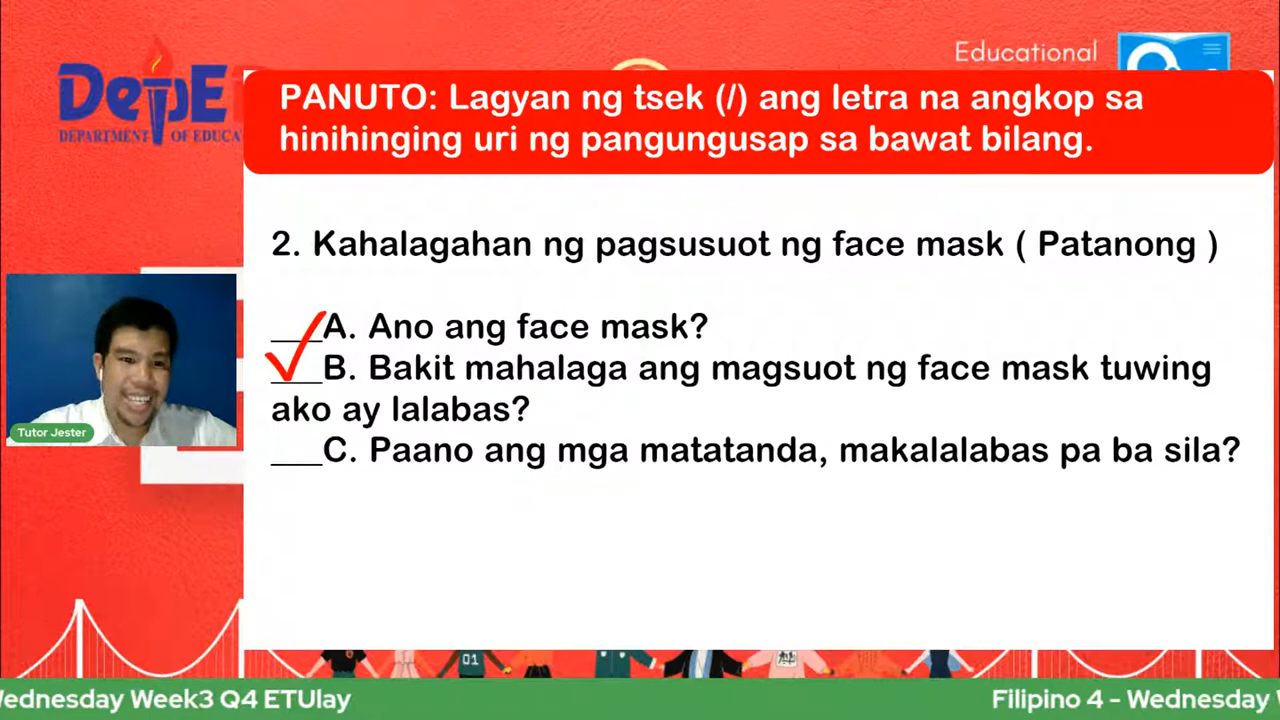 Educational
DepE
DEPARTMENT OF EDUCA
PANUTO: Lagyan ng tsek (/) ang letra na angkop sa
hinihinging uri ng pangungusap sa bawat bilang.
2. Kahalagahan ng pagsusuot ng face mask ( Patanong )
___A. Ano ang face mask?
___B. Bakit mahalaga ang magsuot ng face mask tuwing
ako ay lalabas?
___C. Paano ang mga matatanda, makalalabas pa ba sila?
Tutor Jester
01
Wednesday Week3 Q4 ETUlay
Filipino 4 - Wednesday W